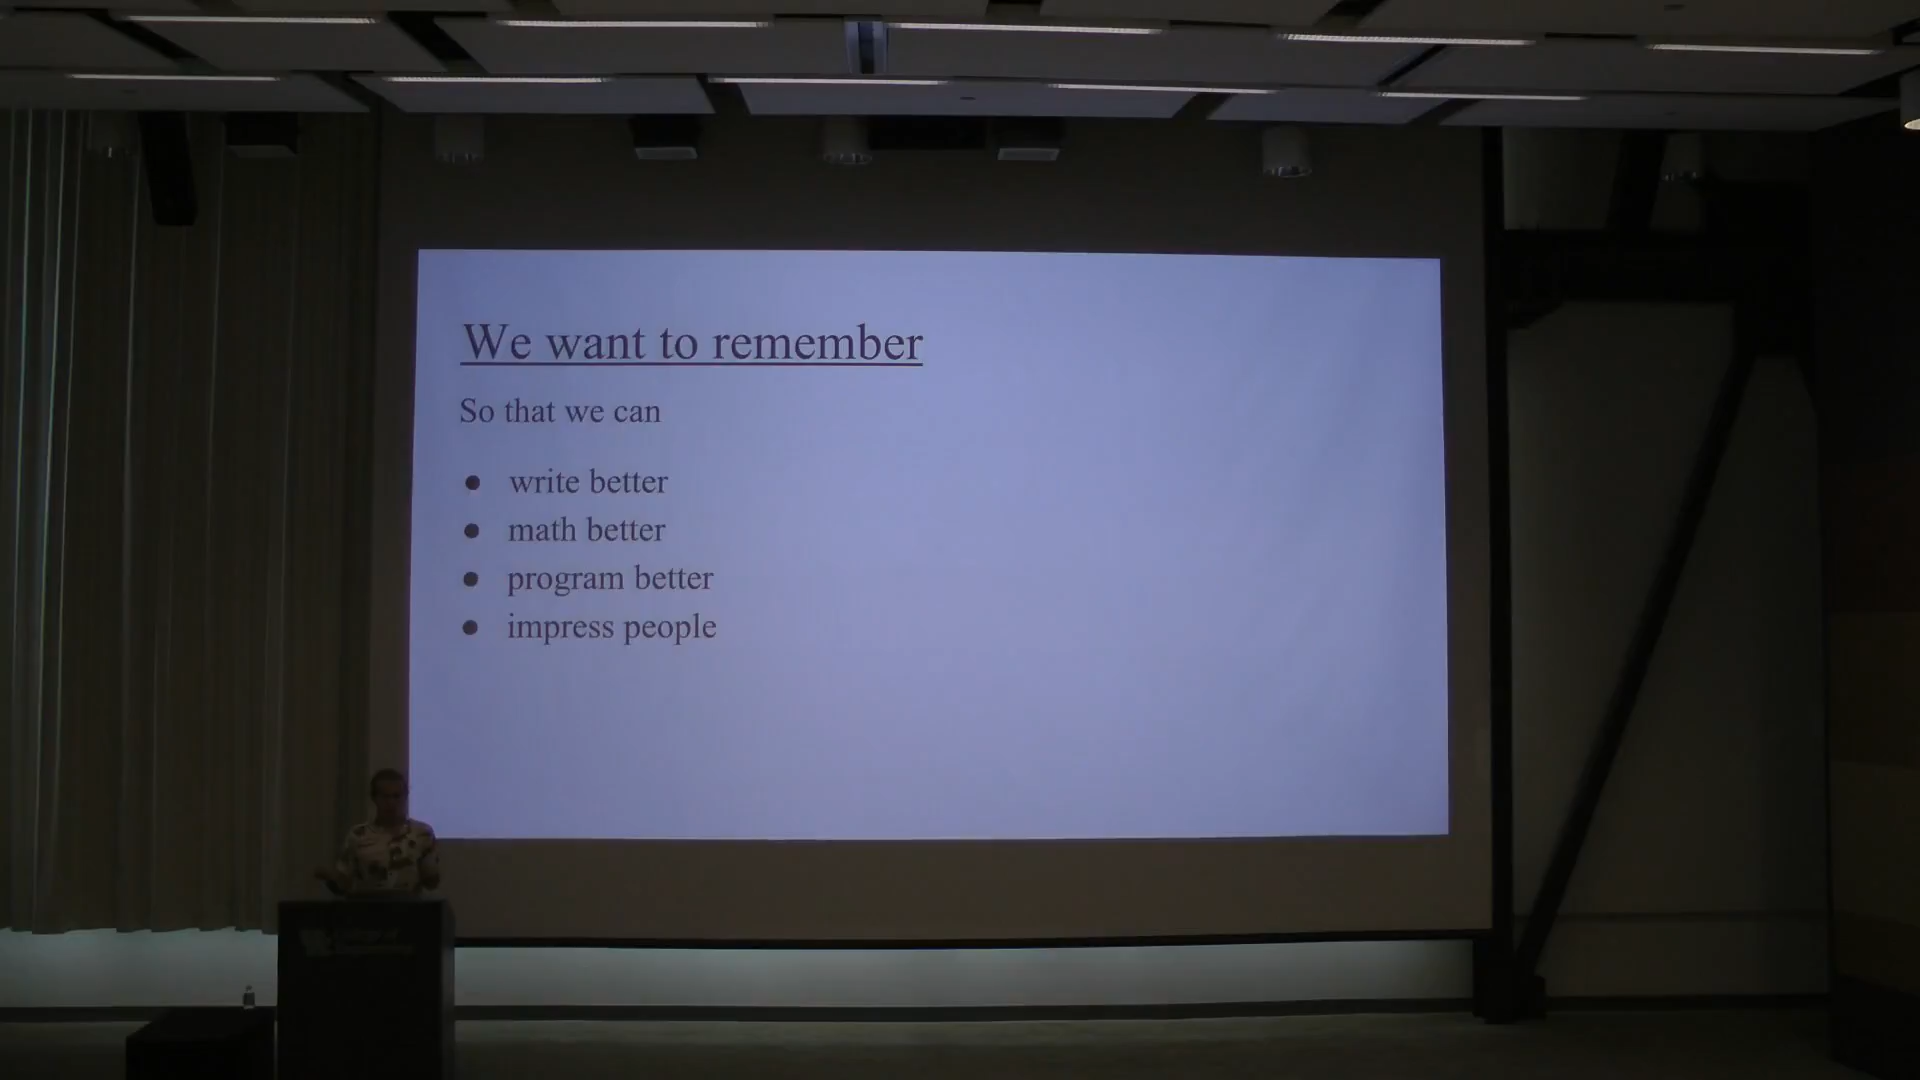 We want to remember
So that we can
● write better
● math better
● program better
● impress people